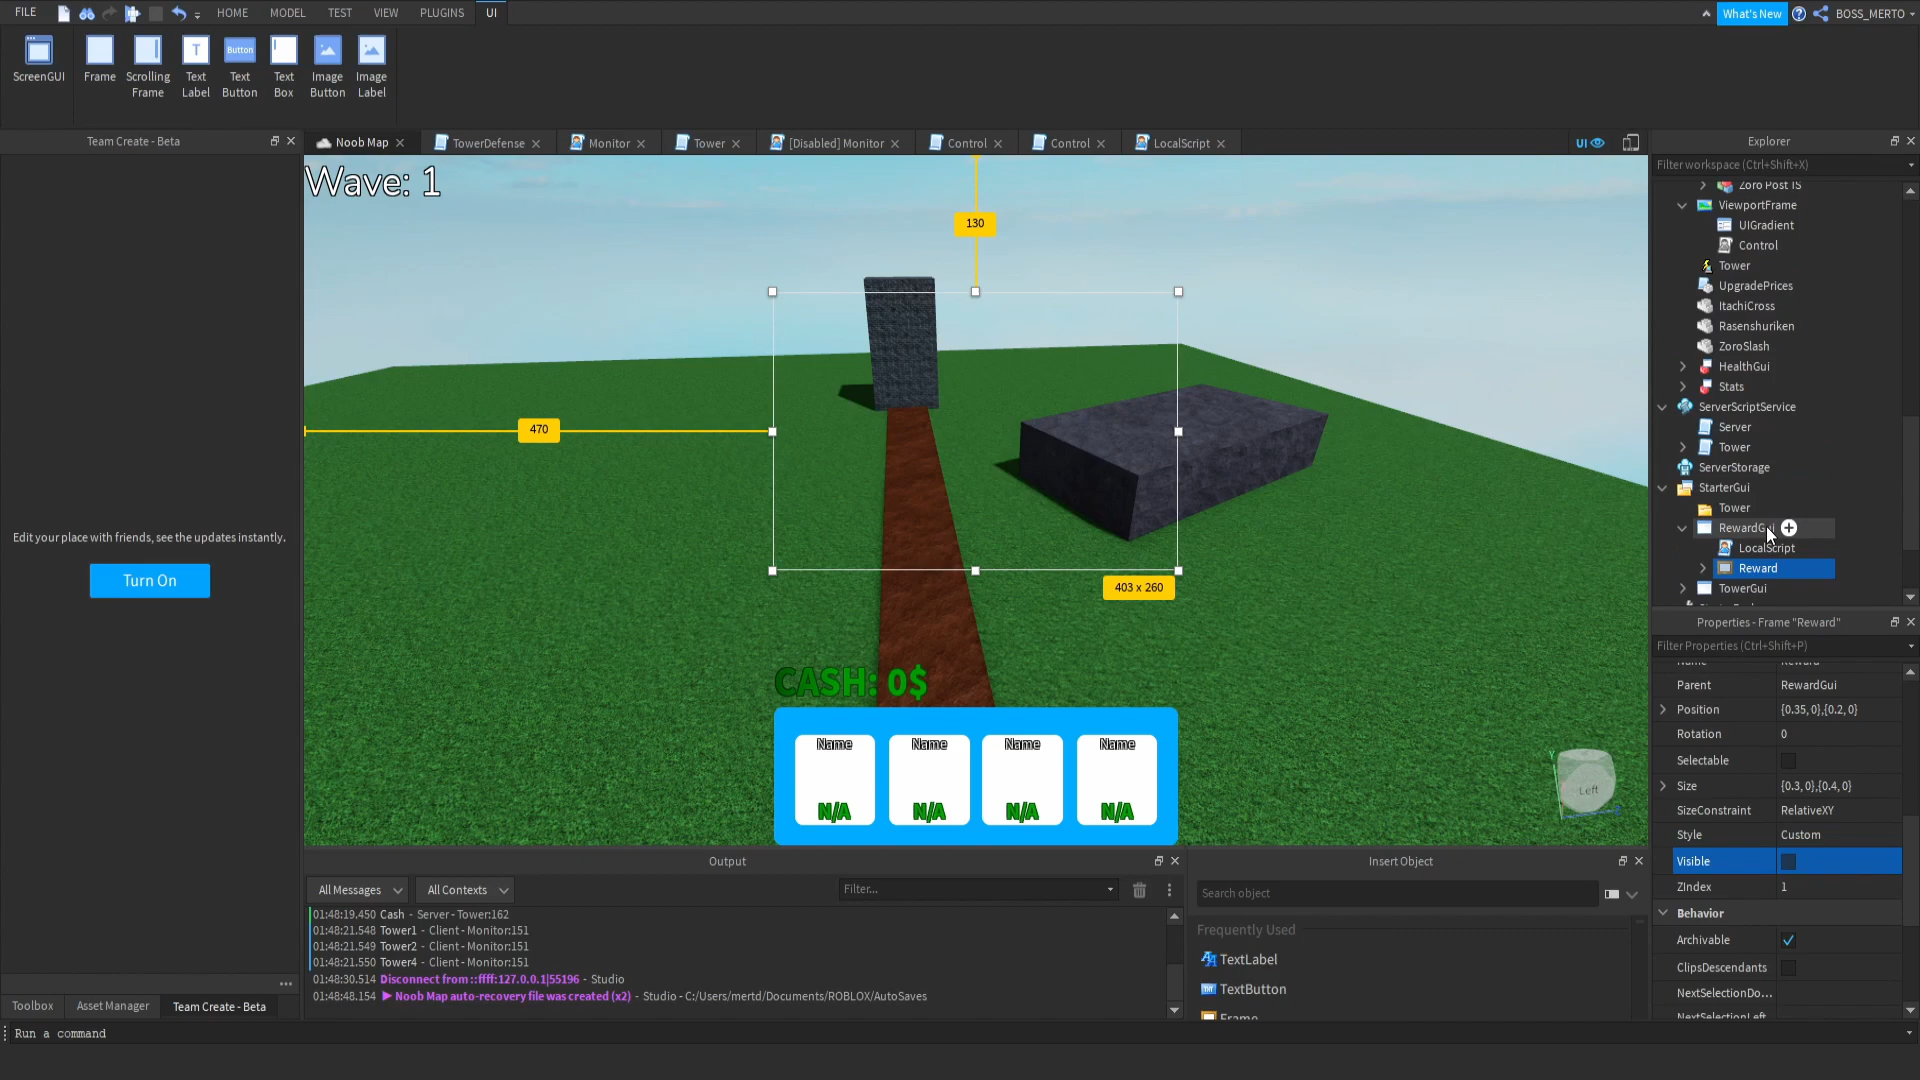 FILE HOME MODEL TEST VIEW PLUGINS UI What's New BOSS_MERTO
ScreenGUI
Frame
Scrolling Frame
Text Label
Button
Text Button
Text Box
Image Button
Image Label
Team Create - Beta
Edit your place with friends, see the updates instantly.
Turn On
Toolbox Asset Manager Team Create - Beta
Noob Map TowerDefense Monitor Tower [Disabled] Monitor Control Control LocalScript UI
Wave: 1
130
470
403 x 260
CASH: 0$
Name Name Name Name
N/A N/A N/A N/A
Left
Output
All Messages All Contexts Filter...
01:48:19.450 Cash - Server - Tower:162
01:48:21.548 Tower1 - Client - Monitor:151
01:48:21.549 Tower2 - Client - Monitor:151
01:48:21.550 Tower4 - Client - Monitor:151
01:48:30.514 Disconnect from ::ffff:127.0.0.1|55196 - Studio
01:48:48.154 ▶ Noob Map auto-recovery file was created (x2) - Studio - C:/Users/mertd/Documents/ROBLOX/AutoSaves
Insert Object
Search object
Frequently Used
TextLabel
TextButton
Frame
Explorer
Filter workspace (Ctrl+Shift+X)
Zoro Post TS
ViewportFrame
UIGradient
Control
Tower
UpgradePrices
ItachiCross
Rasenshuriken
ZoroSlash
HealthGui
Stats
ServerScriptService
Server
Tower
ServerStorage
StarterGui
Tower
RewardGui
LocalScript
Reward
TowerGui
Properties - Frame "Reward"
Filter Properties (Ctrl+Shift+P)
Name Reward
Parent RewardGui
Position {0.35, 0},{0.2, 0}
Rotation 0
Selectable
Size {0.3, 0},{0.4, 0}
SizeConstraint RelativeXY
Style Custom
Visible
ZIndex 1
Behavior
Archivable
ClipsDescendants
NextSelectionDo...
NextSelectionLeft
Run a command